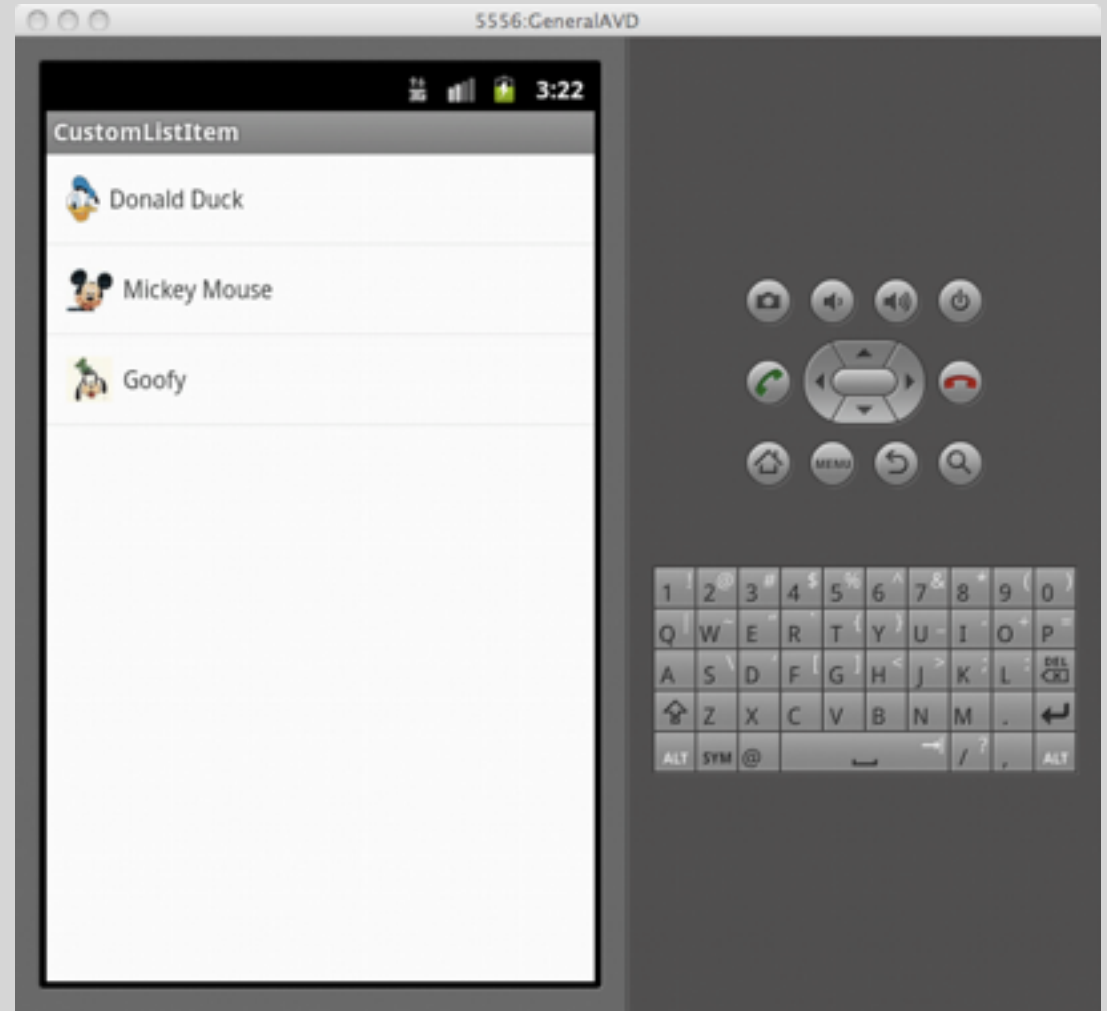 5556:GeneralAVD
3G 3:22
CustomListItem
Donald Duck
Mickey Mouse
Goofy
MENU
1 ! 2 @ 3 # 4 $ 5 % 6 ^ 7 & 8 * 9 ( 0 )
Q | W ~ E " R ` T { Y } U _ I - O + P =
A S \ D ' F [ G ] H < J > K ; L : DEL
Z X C V B N M .
ALT SYM @ / ? , ALT